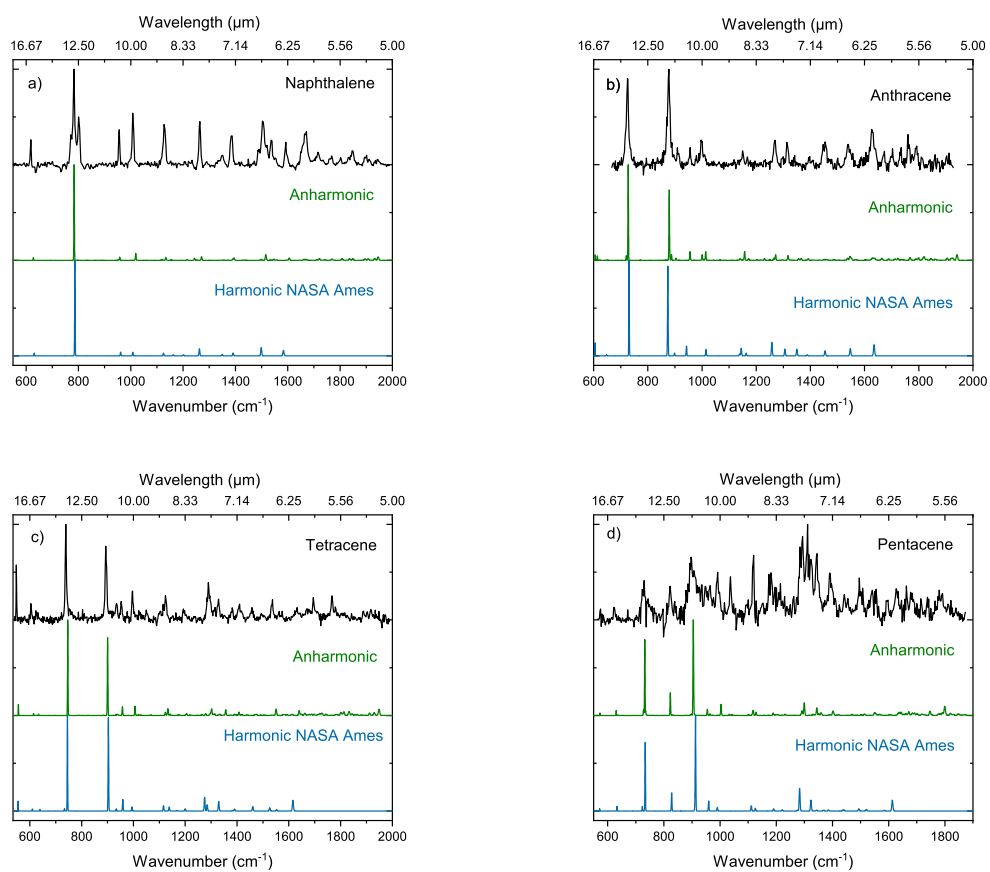 Wavelength (µm)
16.67 12.50 10.00 8.33 7.14 6.25 5.56 5.00
a) Naphthalene
Anharmonic
Harmonic NASA Ames
600 800 1000 1200 1400 1600 1800 2000
Wavenumber (cm-1)
Wavelength (µm)
16.67 12.50 10.00 8.33 7.14 6.25 5.56 5.00
b) Anthracene
Anharmonic
Harmonic NASA Ames
600 800 1000 1200 1400 1600 1800 2000
Wavenumber (cm-1)
Wavelength (µm)
16.67 12.50 10.00 8.33 7.14 6.25 5.56 5.00
c) Tetracene
Anharmonic
Harmonic NASA Ames
600 800 1000 1200 1400 1600 1800 2000
Wavenumber (cm-1)
Wavelength (µm)
16.67 12.50 10.00 8.33 7.14 6.25 5.56
d) Pentacene
Anharmonic
Harmonic NASA Ames
600 800 1000 1200 1400 1600 1800
Wavenumber (cm-1)